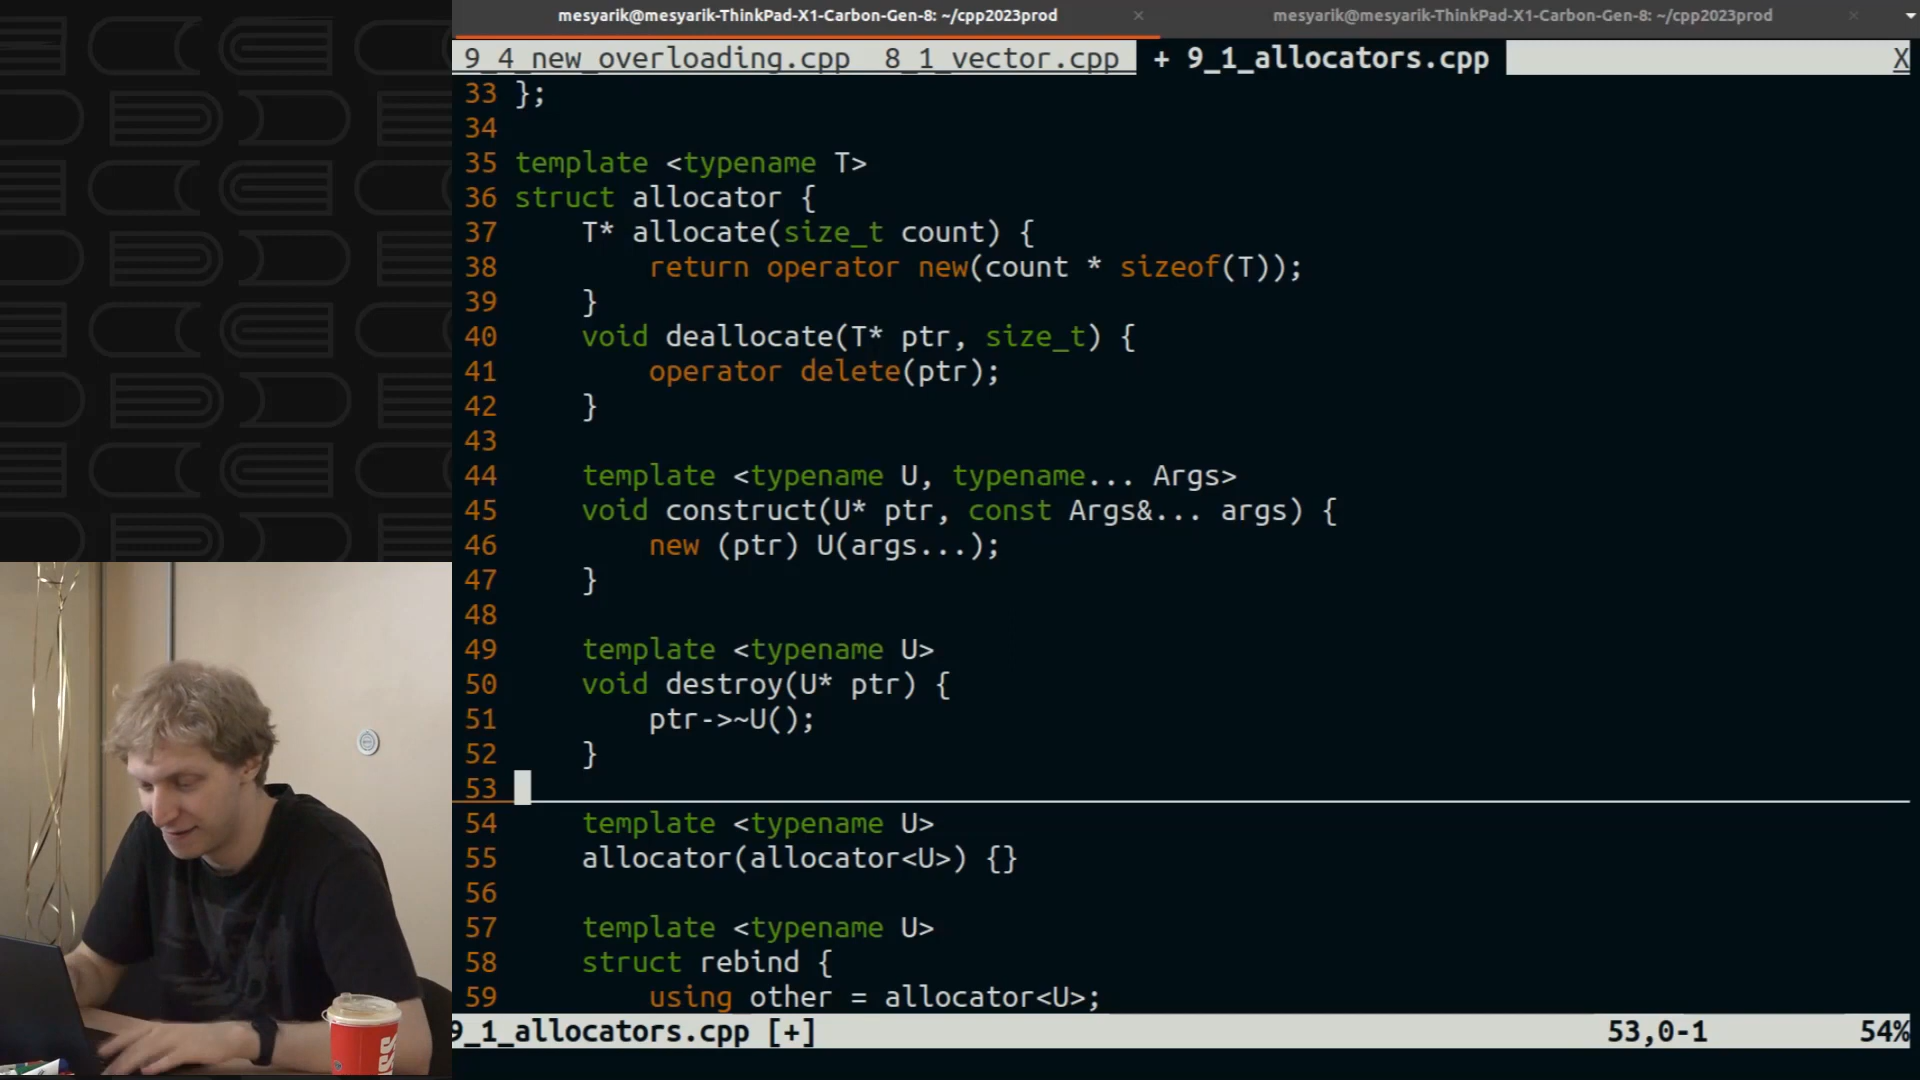 mesyarik@mesyarik-ThinkPad-X1-Carbon-Gen-8: ~/cpp2023prod × mesyarik@mesyarik-ThinkPad-X1-Carbon-Gen-8: ~/cpp2023prod ×
9_4_new_overloading.cpp 8_1_vector.cpp + 9_1_allocators.cpp X
33 };
34
35 template <typename T>
36 struct allocator {
37     T* allocate(size_t count) {
38         return operator new(count * sizeof(T));
39     }
40     void deallocate(T* ptr, size_t) {
41         operator delete(ptr);
42     }
43
44     template <typename U, typename... Args>
45     void construct(U* ptr, const Args&... args) {
46         new (ptr) U(args...);
47     }
48
49     template <typename U>
50     void destroy(U* ptr) {
51         ptr->~U();
52     }
53
54     template <typename U>
55     allocator(allocator<U>) {}
56
57     template <typename U>
58     struct rebind {
59         using other = allocator<U>;
9_1_allocators.cpp [+] 53,0-1 54%